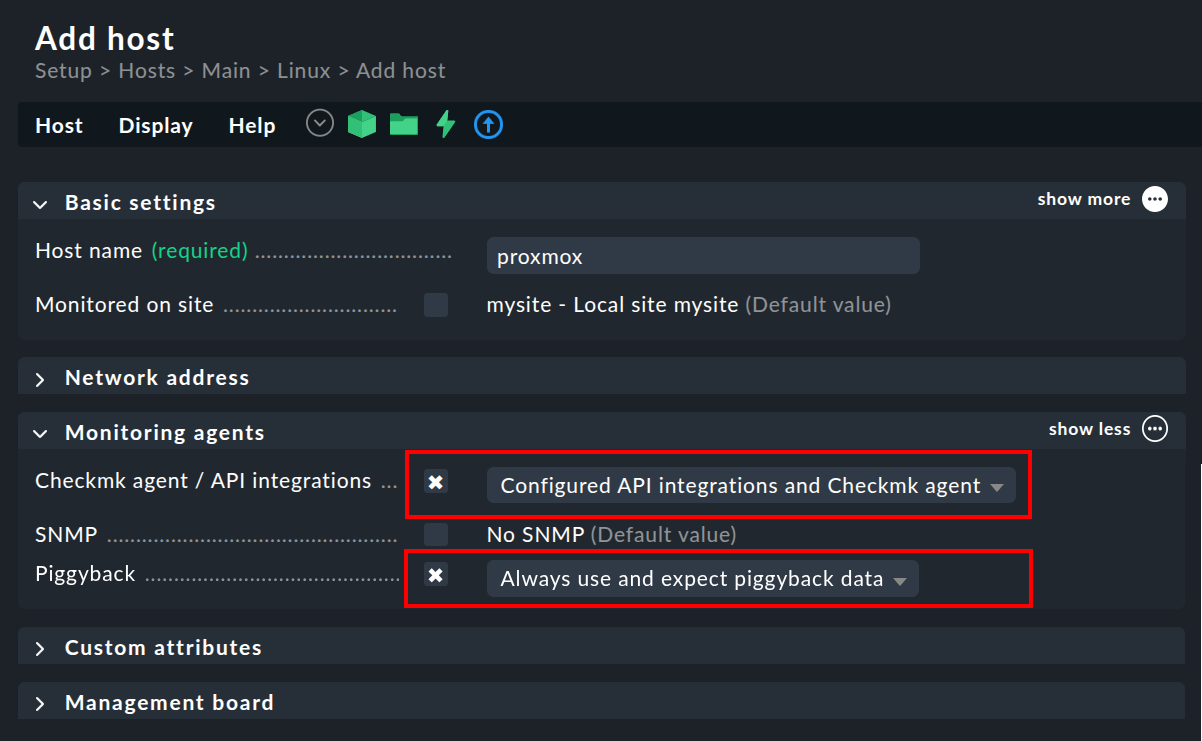 Add host
Setup > Hosts > Main > Linux > Add host
Host Display Help
Basic settings show more
Host name (required) .................................. proxmox
Monitored on site .............................. mysite - Local site mysite (Default value)
Network address
Monitoring agents show less
Checkmk agent / API integrations ... Configured API integrations and Checkmk agent
SNMP .................................................. No SNMP (Default value)
Piggyback ............................................ Always use and expect piggyback data
Custom attributes
Management board